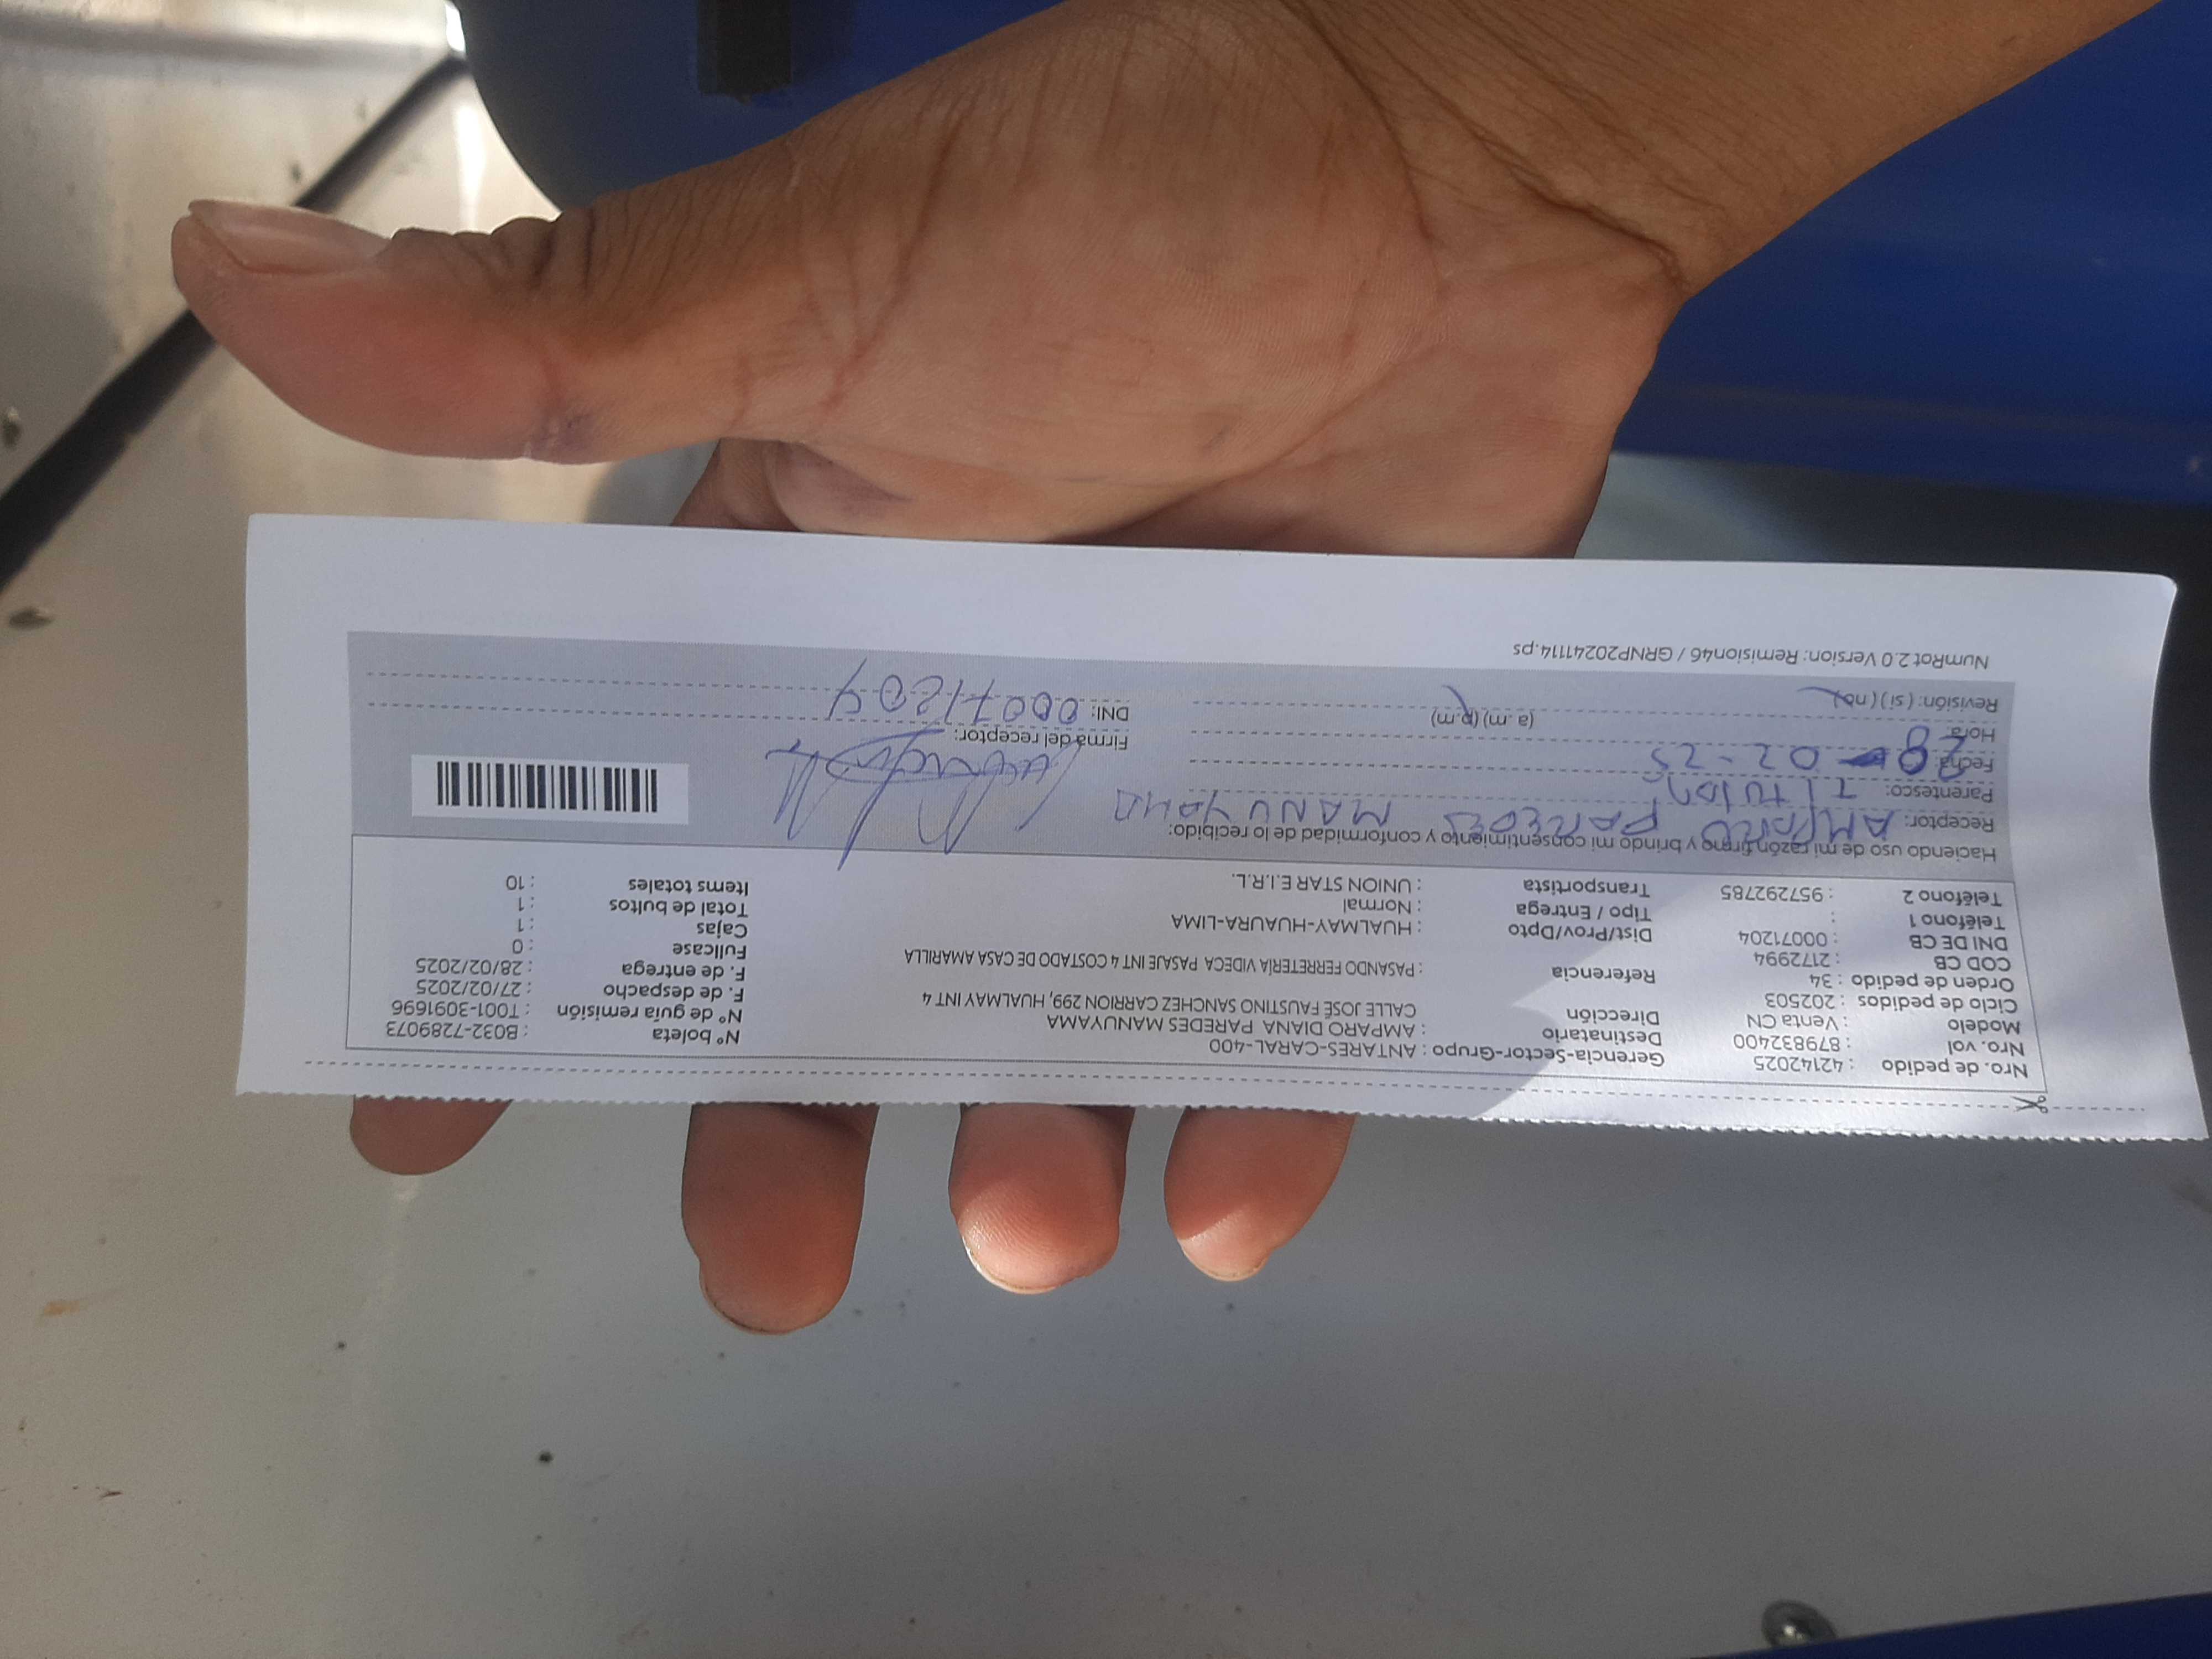 Nro. de pedido : 42142025 Gerencia-Sector-Grupo : ANTARES-CARAL-400 N° boleta : B032-7289073
Nro. vol : 879832400 Destinatario : AMPARO DIANA PAREDES MANUYAMA N° de guía remisión : T001-3091696
Modelo : Venta CN Dirección CALLE JOSÉ FAUSTINO SANCHEZ CARRION 299, HUALMAY INT 4 F. de despacho : 27/02/2025
Ciclo de pedidos : 202503 F. de entrega : 28/02/2025
Orden de pedido : 34 Referencia : PASANDO FERRETERÍA VIDECA PASAJE INT 4 COSTADO DE CASA AMARILLA Fullcase : 0
COD CB : 2172994 Dist/Prov/Dpto : HUALMAY-HUAURA-LIMA Cajas : 1
DNI DE CB : 00071204 Tipo / Entrega : Normal Total de bultos : 1
Teléfono 1 : Transportista : UNION STAR E.I.R.L. Items totales : 10
Teléfono 2 : 957292785
Haciendo uso de mi razón firmo y brindo mi consentimiento y conformidad de lo recibido:
Receptor: AMPARO PAREDES MANUYAMA
Parentesco: Titular
Fecha: 28-02-25 Firma del receptor:
Hora: (a.m) (p.m) DNI: 00071204
Revisión: (si) (no)
NumRot 2.0 Version: Remision46 / GRNP20241114.ps